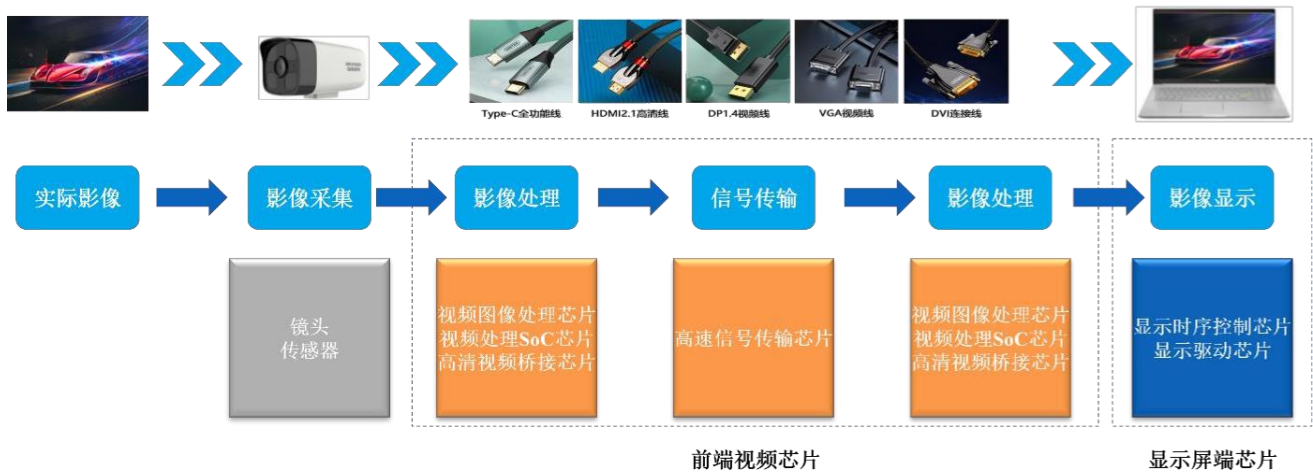 Type-C全功能线
HDMI2.1高清线
DP1.4视频线
VGA视频线
DVI连接线
实际影像
影像采集
影像处理
信号传输
影像处理
影像显示
镜头
传感器
视频图像处理芯片
视频处理SoC芯片
高清视频桥接芯片
高速信号传输芯片
视频图像处理芯片
视频处理SoC芯片
高清视频桥接芯片
显示时序控制芯片
显示驱动芯片
前端视频芯片
显示屏端芯片